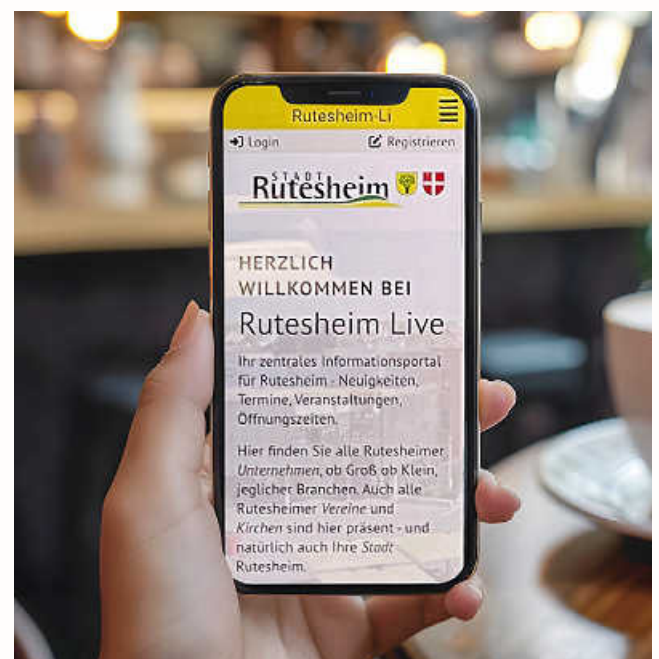 Rutesheim-Li
Login Registrieren
STADT
Rutesheim
HERZLICH
WILLKOMMEN BEI
Rutesheim Live
Ihr zentrales Informationsportal
für Rutesheim - Neuigkeiten,
Termine, Veranstaltungen,
Öffnungszeiten.
Hier finden Sie alle Rutesheimer
Unternehmen, ob Groß ob Klein,
jeglicher Branchen. Auch alle
Rutesheimer Vereine und
Kirchen sind hier präsent - und
natürlich auch Ihre Stadt
Rutesheim.